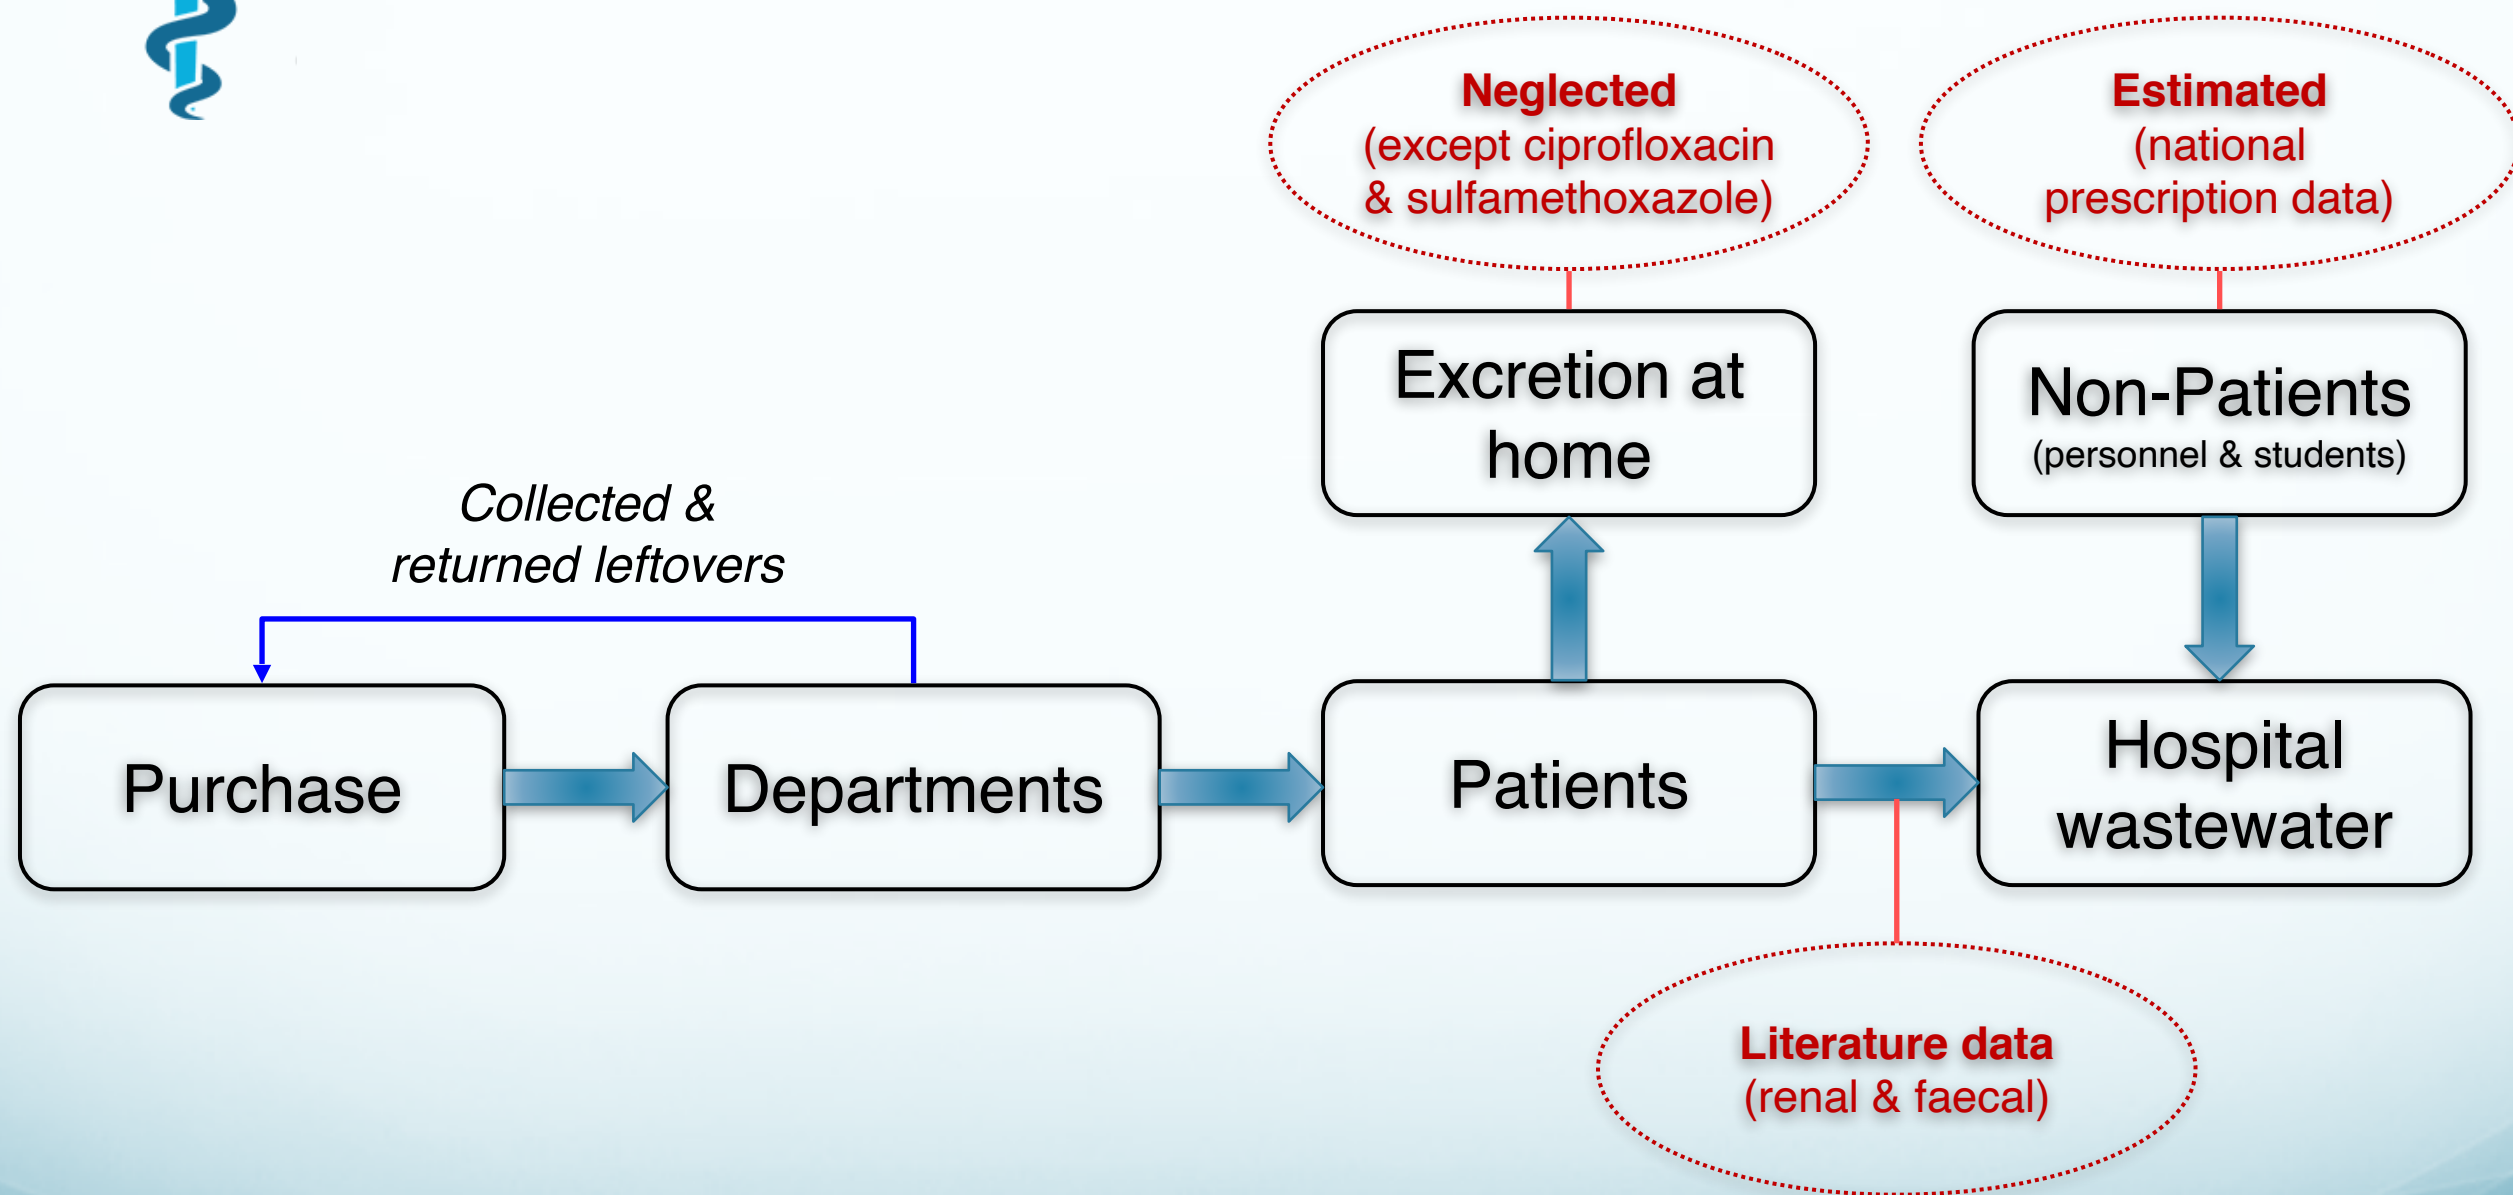 Neglected
(except ciprofloxacin
& sulfamethoxazole)
Estimated
(national
prescription data)
Excretion at
home
Non-Patients
(personnel & students)
Collected &
returned leftovers
Purchase
Departments
Patients
Hospital
wastewater
Literature data
(renal & faecal)